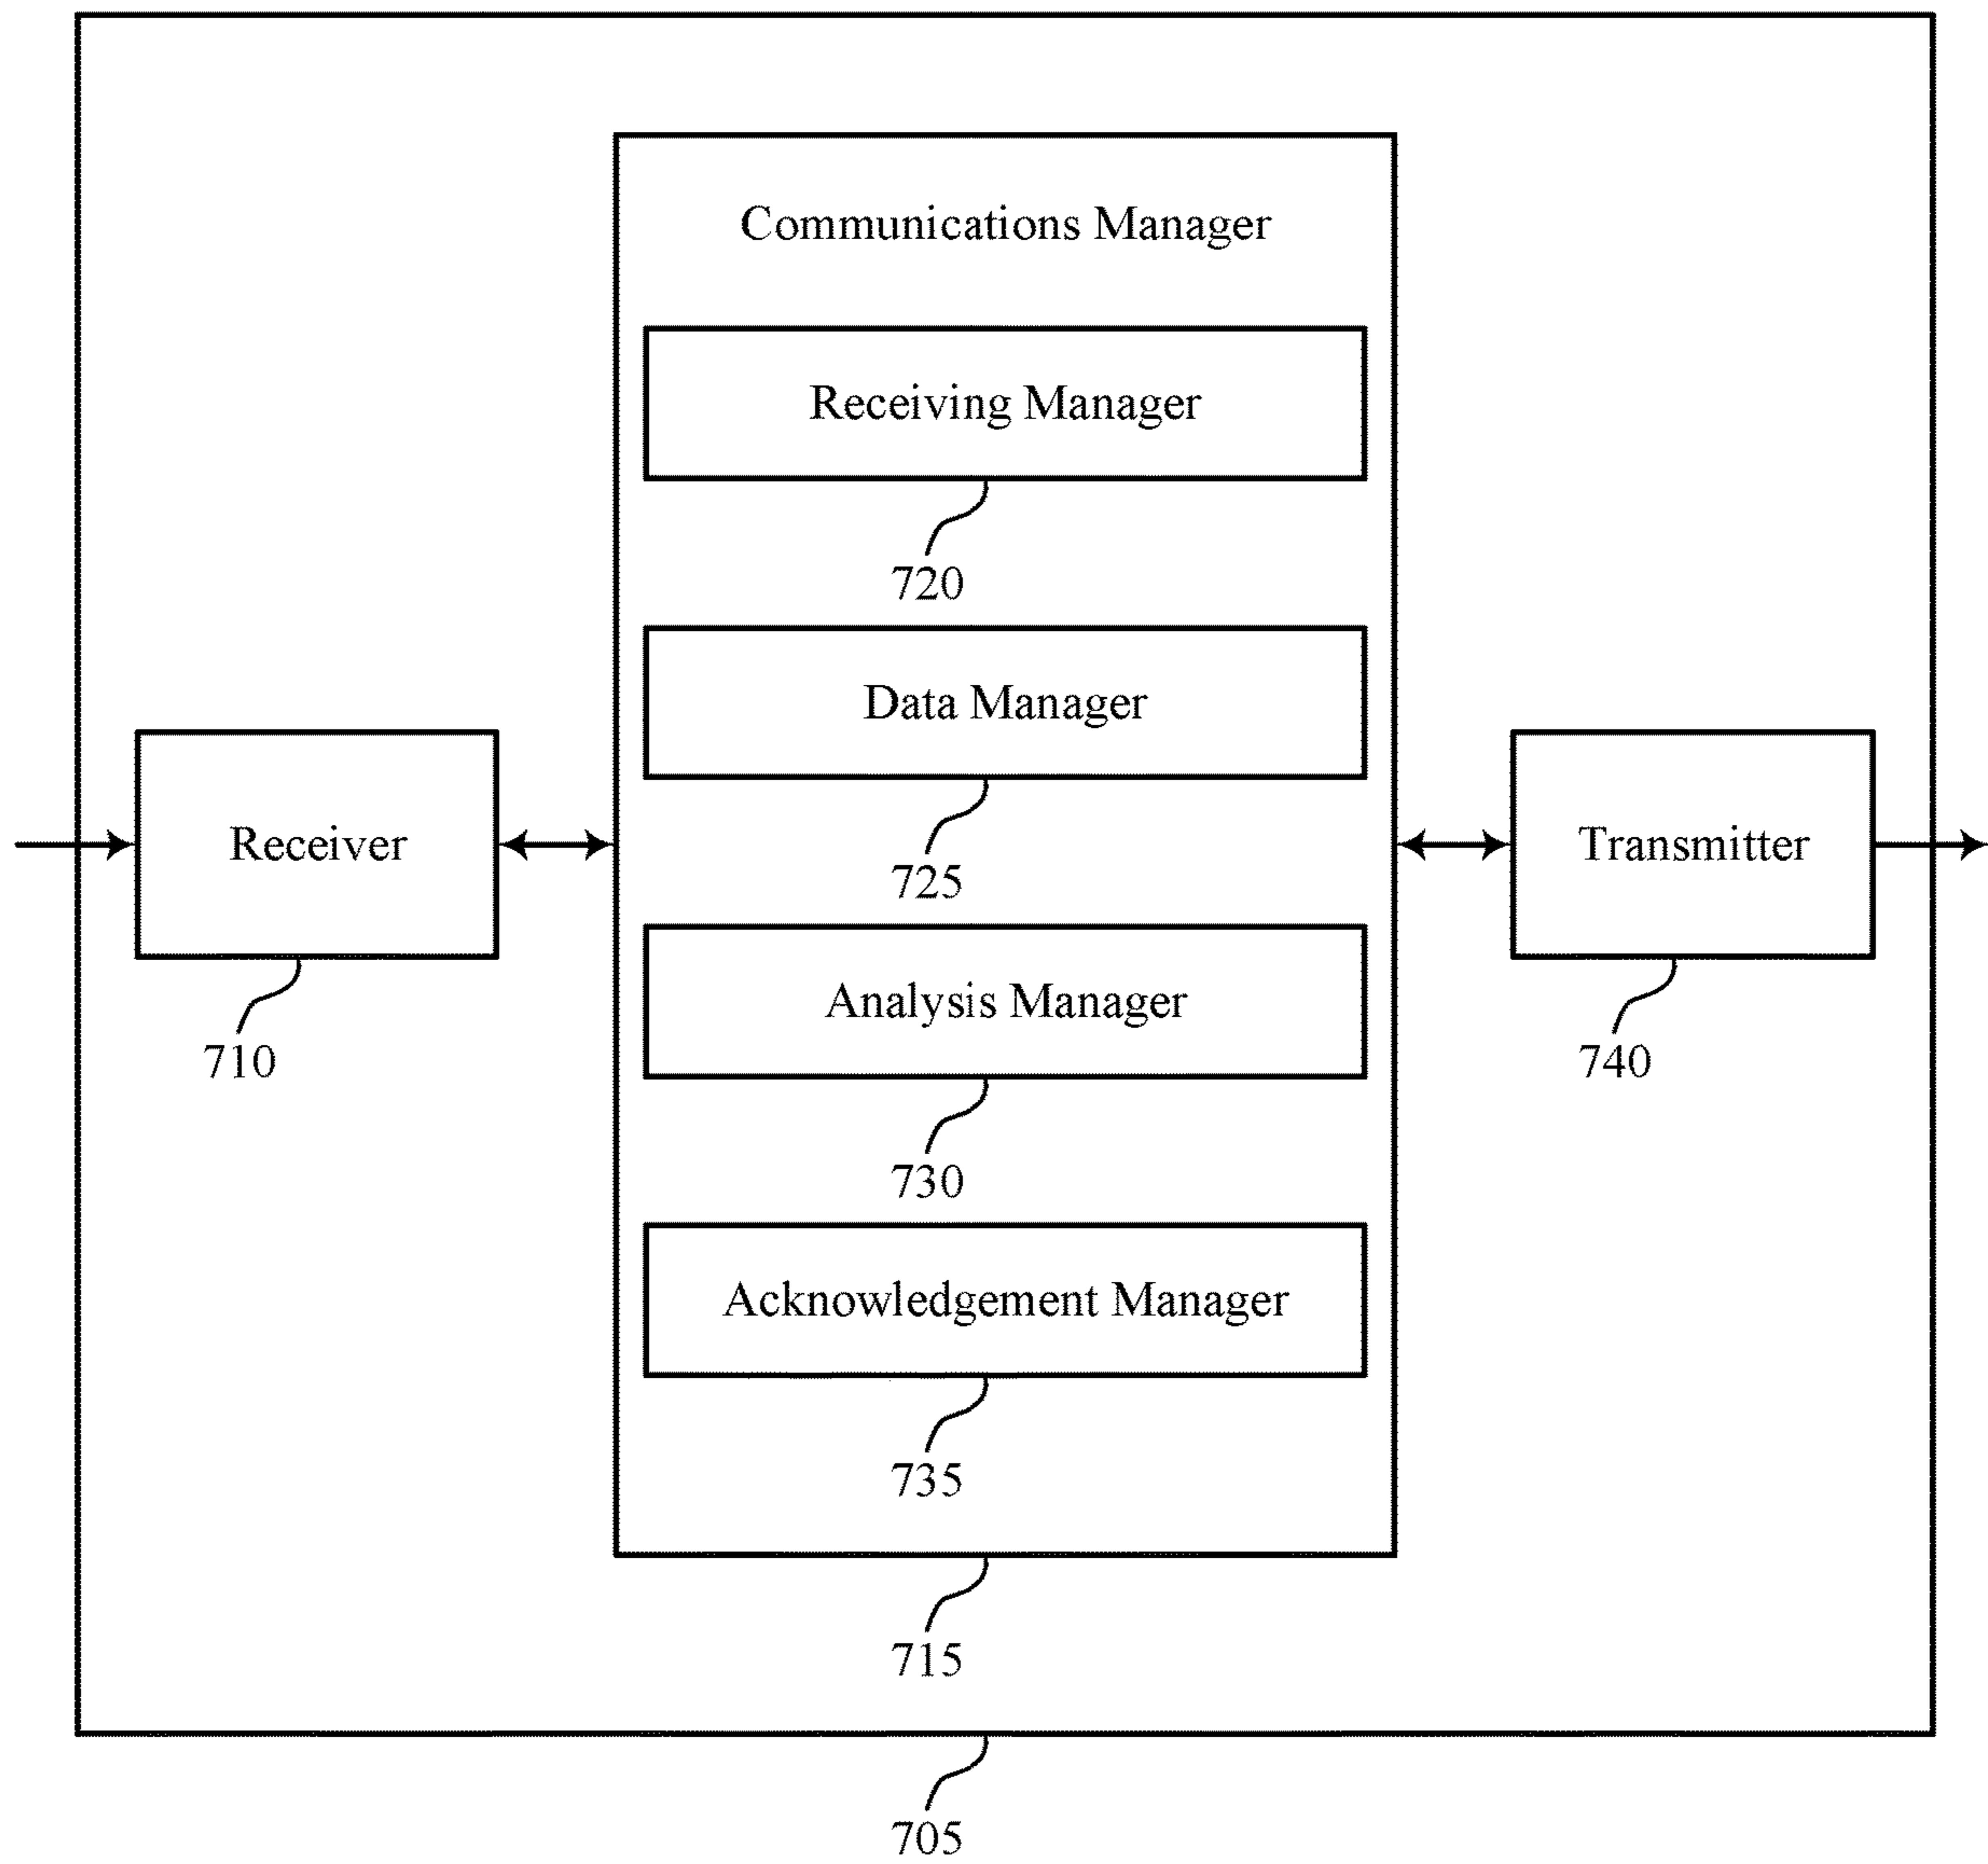 Communications Manager
Receiving Manager
720
Data Manager
725
Receiver
710
Transmitter
740
Analysis Manager
730
Acknowledgement Manager
735
715
705